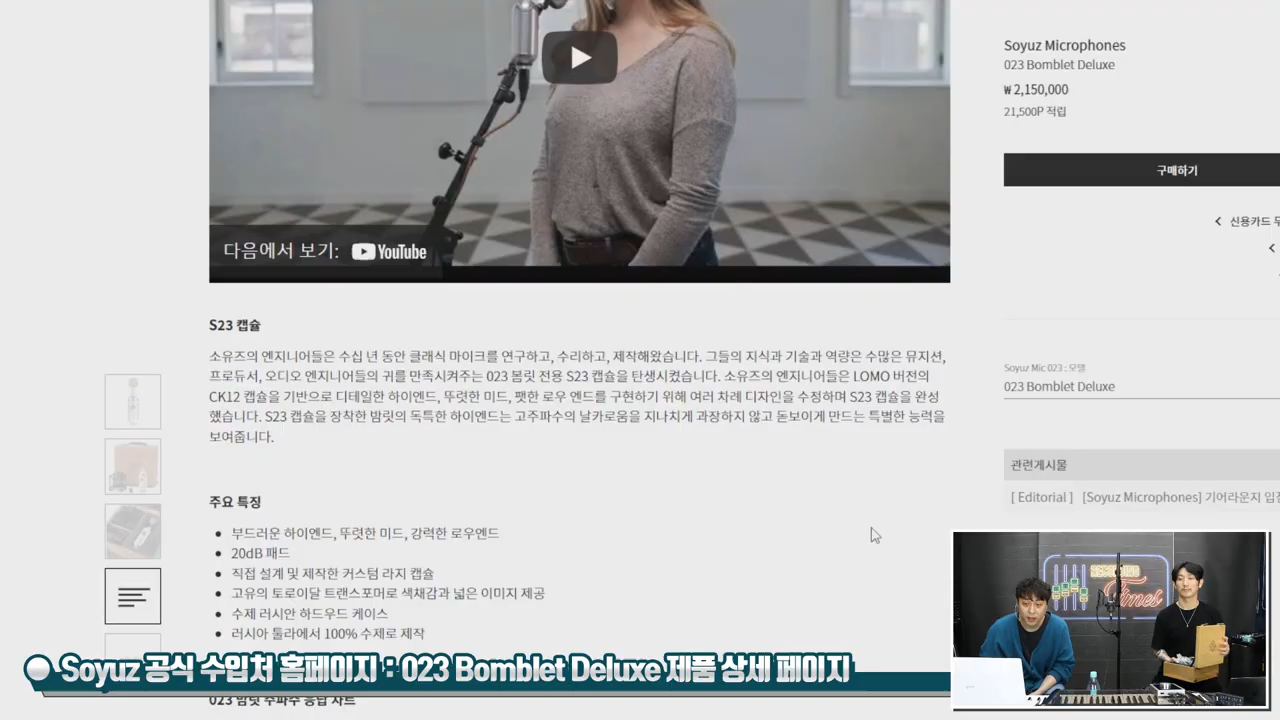 Soyuz Microphones
023 Bomblet Deluxe
₩ 2,150,000
21,500P 적립
구매하기
신용카드 무
다음에서 보기: YouTube
S23 캡슐
소유즈의 엔지니어들은 수십 년 동안 클래식 마이크를 연구하고, 수리하고, 제작해왔습니다. 그들의 지식과 기술과 역량은 수많은 뮤지션,
프로듀서, 오디오 엔지니어들의 귀를 만족시켜주는 023 봄릿 전용 S23 캡슐을 탄생시켰습니다. 소유즈의 엔지니어들은 LOMO 버전의
CK12 캡슐을 기반으로 디테일한 하이엔드, 뚜렷한 미드, 팻한 로우 엔드를 구현하기 위해 여러 차례 디자인을 수정하며 S23 캡슐을 완성
했습니다. S23 캡슐을 장착한 밤릿의 독특한 하이엔드는 고주파수의 날카로움을 지나치게 과장하지 않고 돋보이게 만드는 특별한 능력을
보여줍니다.
Soyuz Mic 023 : 모델
023 Bomblet Deluxe
관련게시물
[ Editorial ] [Soyuz Microphones] 기어라운지 입점
주요 특징
부드러운 하이엔드, 뚜렷한 미드, 강력한 로우엔드
20dB 패드
직접 설계 및 제작한 커스텀 라지 캡슐
고유의 토로이달 트랜스포머로 색채감과 넓은 이미지 제공
수제 러시안 하드우드 케이스
러시아 툴라에서 100% 수제로 제작
Times
Soyuz 공식 수입처 홈페이지 : 023 Bomblet Deluxe 제품 상세 페이지
023 밤릿 주파수 응답 차트